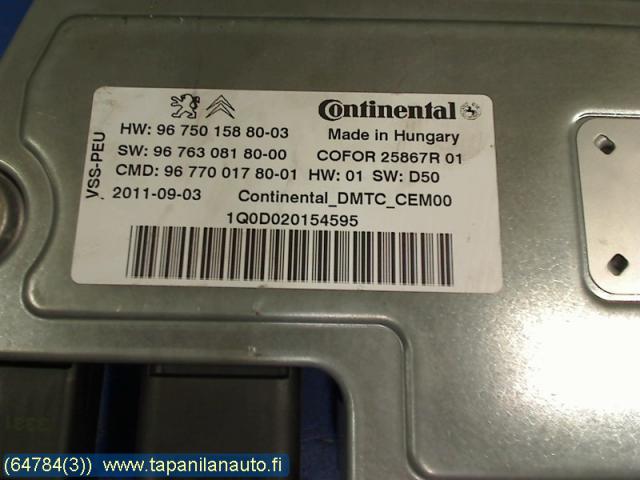 Continental
HW: 96 750 158 80-03
Made in Hungary
SW: 96 763 081 80-00
COFOR 25867R 01
CMD: 96 770 017 80-01
HW: 01 SW: D50
2011-09-03
Continental_DMTC_CEM00
1Q0D020154595
VSS-PEU
(64784(3)) www.tapanilanauto.fi